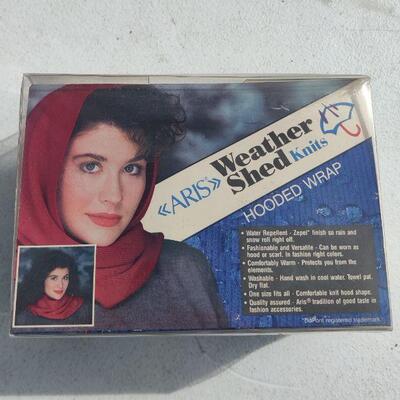 «ARIS®»
Weather
Shed
Knits
HOODED WRAP
• Water Repellent - Zepel* finish so rain and
snow roll right off.
• Fashionable and Versatile - Can be worn as
hood or scarf. In fashion right colors.
• Comfortably Warm - Protects you from the
elements.
• Washable - Hand wash in cool water. Towel pat.
Dry flat.
• One size fits all - Comfortable knit hood shape.
• Quality assured - Aris® tradition of good taste in
fashion accessories.
*DuPont registered trademark.